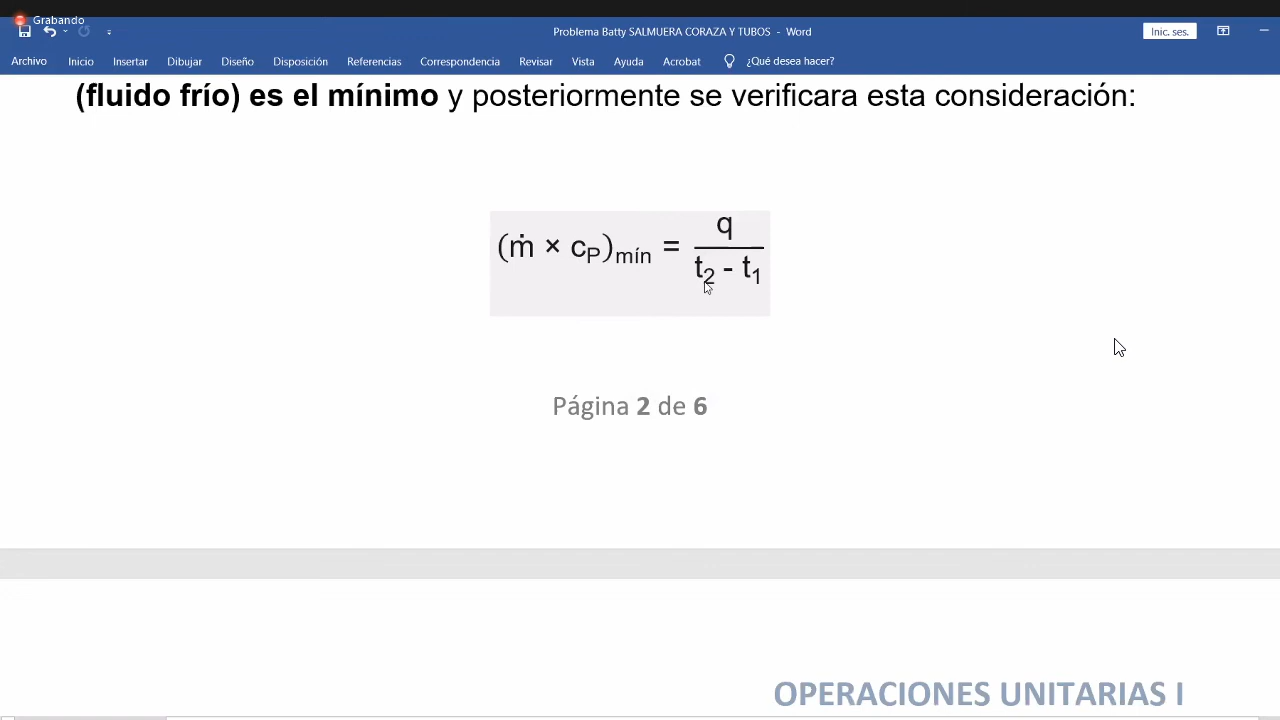 Grabando
Problema Batty SALMUERA CORAZA Y TUBOS - Word
Inic. ses.
Archivo Inicio Insertar Dibujar Diseño Disposición Referencias Correspondencia Revisar Vista Ayuda Acrobat ¿Qué desea hacer?
(fluido frío) es el mínimo y posteriormente se verificara esta consideración:
(ṁ × cₚ)mín = q / (t₂ - t₁)
Página 2 de 6
OPERACIONES UNITARIAS I